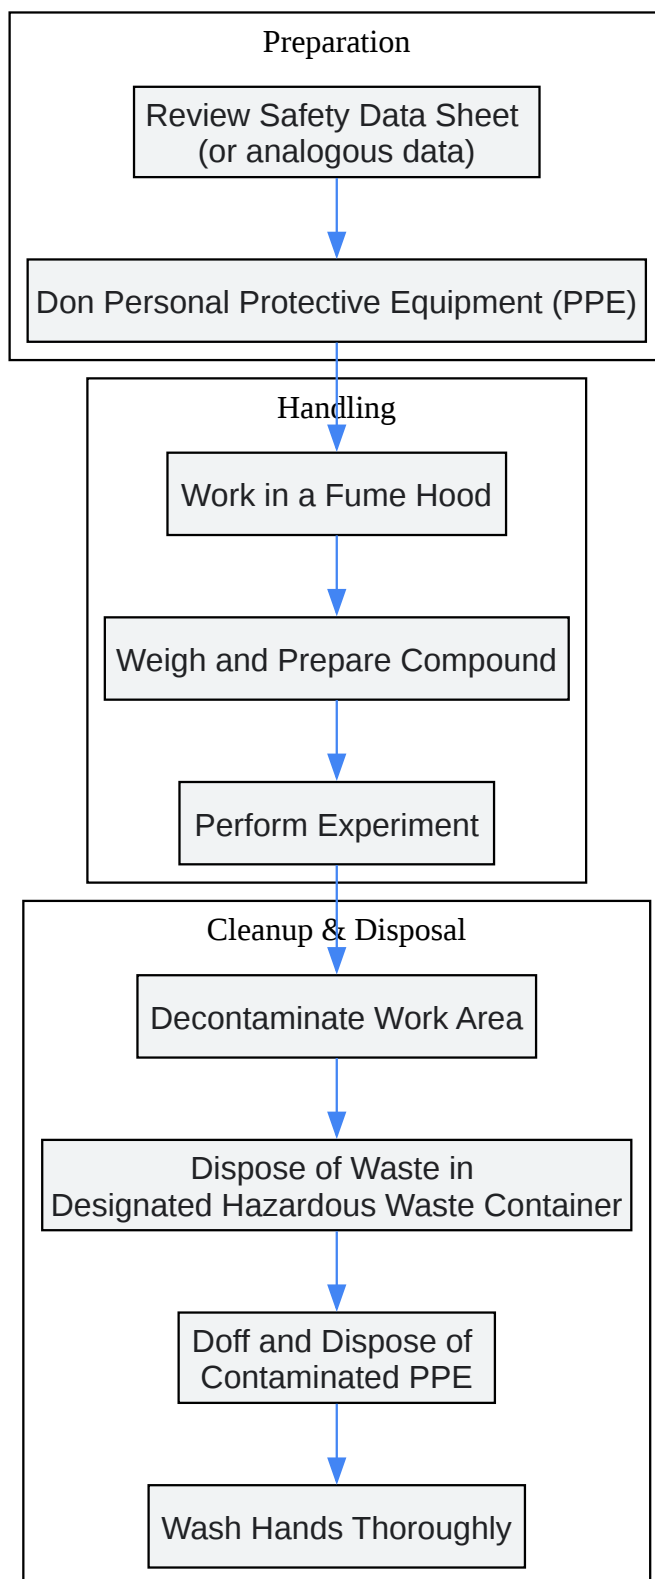 Preparation
Review Safety Data Sheet
(or analogous data)
Don Personal Protective Equipment (PPE)
Handling
Work in a Fume Hood
Weigh and Prepare Compound
Perform Experiment
Cleanup & Disposal
Decontaminate Work Area
Dispose of Waste in
Designated Hazardous Waste Container
Doff and Dispose of
Contaminated PPE
Wash Hands Thoroughly